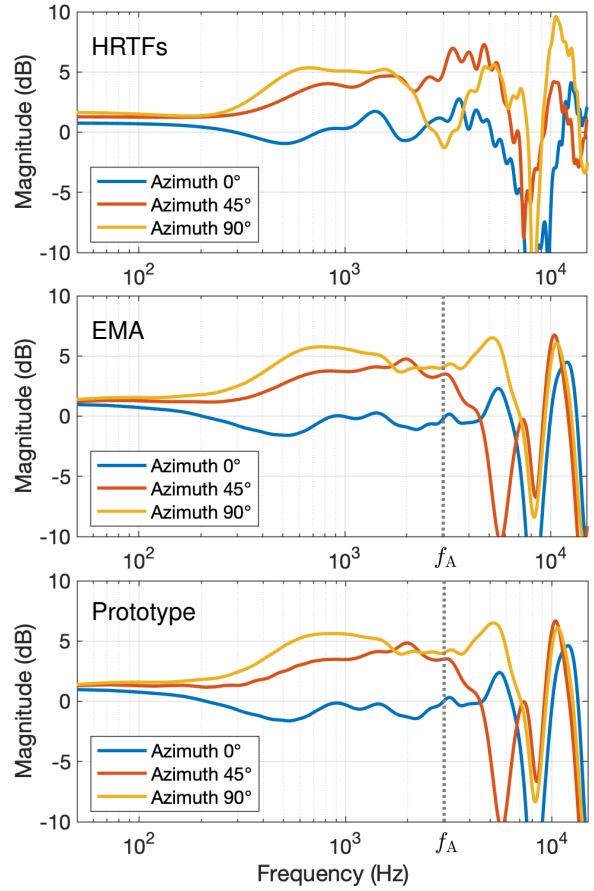 10
HRTFs
5
0
-5
-10
Magnitude (dB)
Azimuth 0°
Azimuth 45°
Azimuth 90°
10² 10³ 10⁴
10
EMA
5
0
-5
-10
Magnitude (dB)
Azimuth 0°
Azimuth 45°
Azimuth 90°
10² 10³ f_A 10⁴
10
Prototype
5
0
-5
-10
Magnitude (dB)
Azimuth 0°
Azimuth 45°
Azimuth 90°
10² 10³ f_A 10⁴
Frequency (Hz)